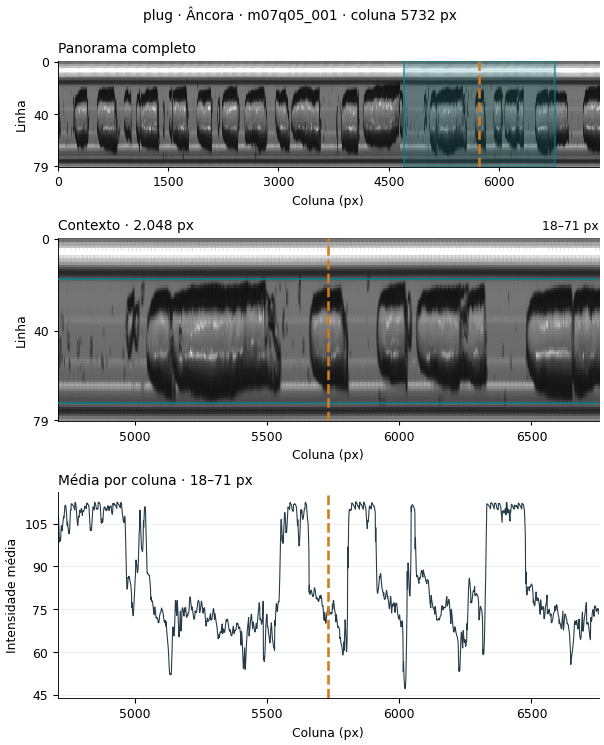 plug · Âncora · m07q05_001 · coluna 5732 px
Panorama completo
0
40
79
Linha
0
1500
3000
4500
6000
Coluna (px)
Contexto · 2.048 px
18–71 px
0
40
79
Linha
5000
5500
6000
6500
Coluna (px)
Média por coluna · 18–71 px
105
90
75
60
45
Intensidade média
5000
5500
6000
6500
Coluna (px)